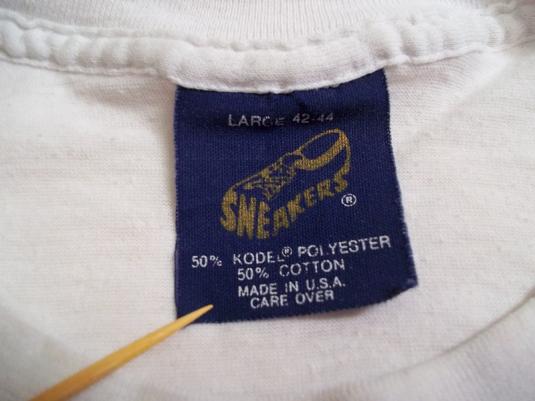 LARGE 42-44
SNEAKERS®
50% KODEL® POLYESTER
50% COTTON
MADE IN U.S.A.
CARE OVER